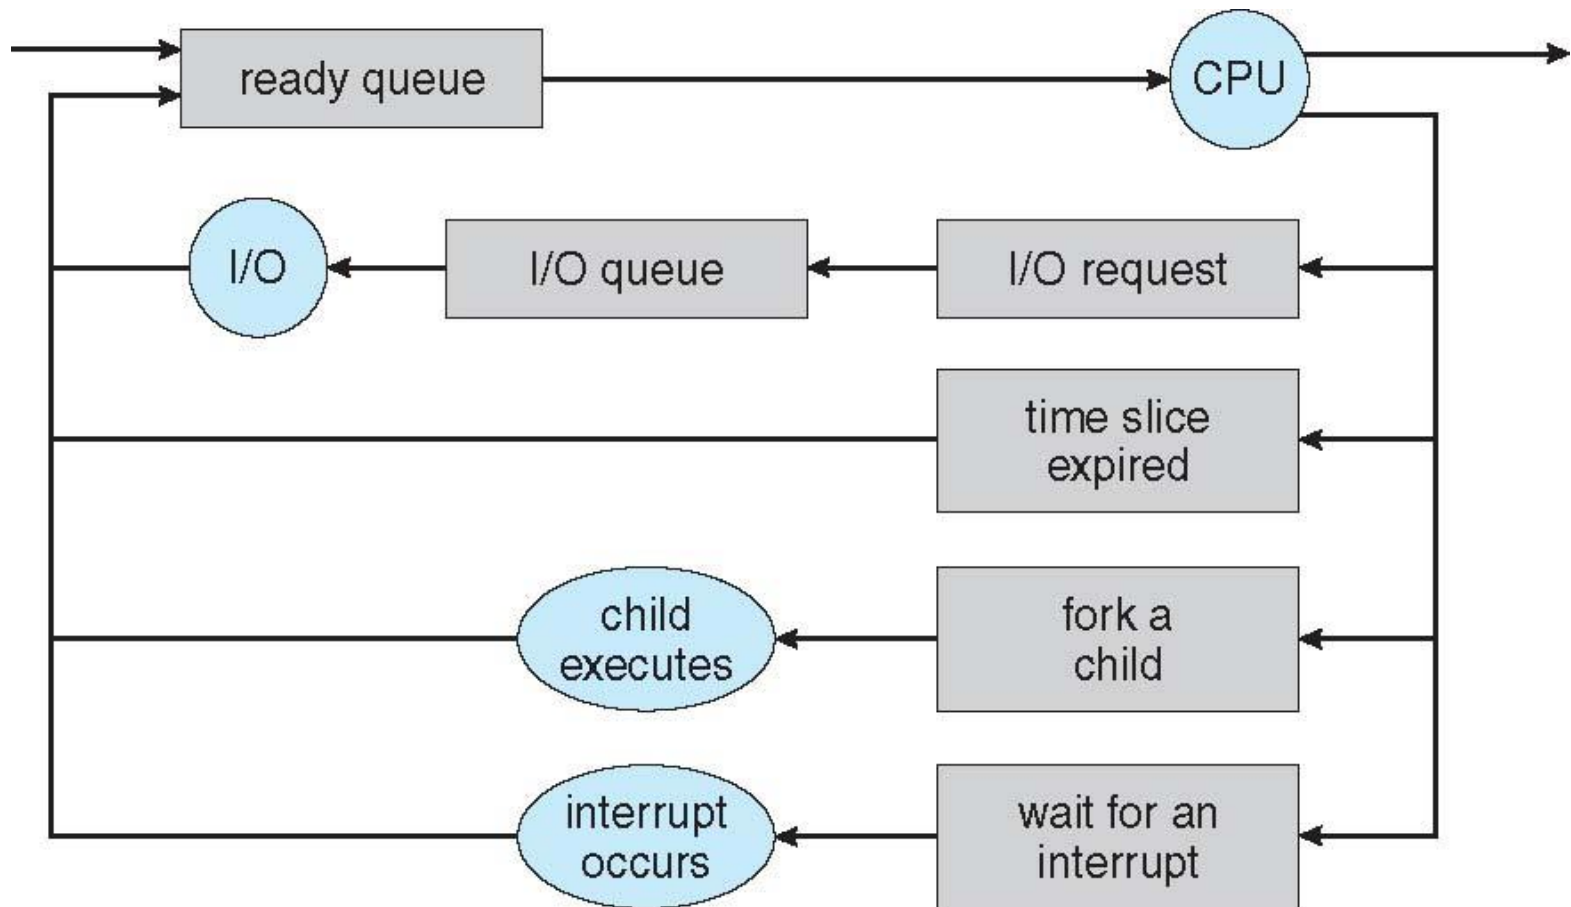 ready queue
CPU
I/O
I/O queue
I/O request
time slice
expired
child
executes
fork a
child
interrupt
occurs
wait for an
interrupt